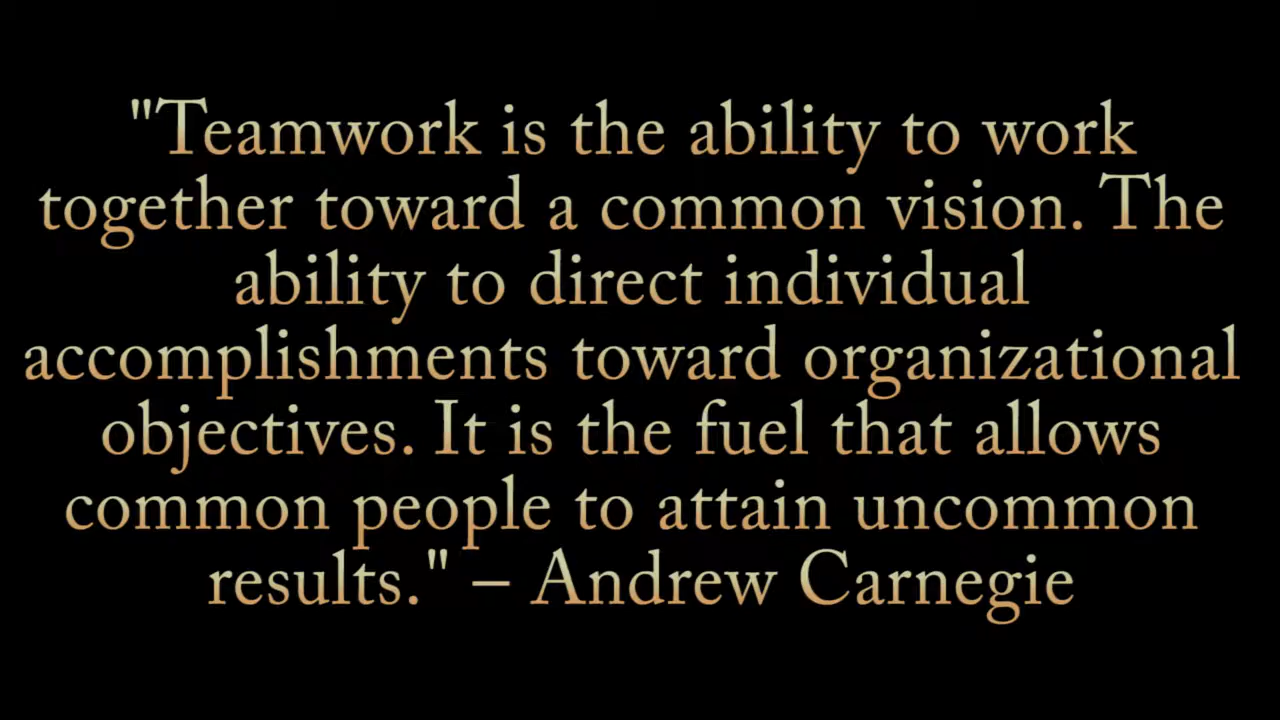 "Teamwork is the ability to work
together toward a common vision. The
ability to direct individual
accomplishments toward organizational
objectives. It is the fuel that allows
common people to attain uncommon
results." – Andrew Carnegie